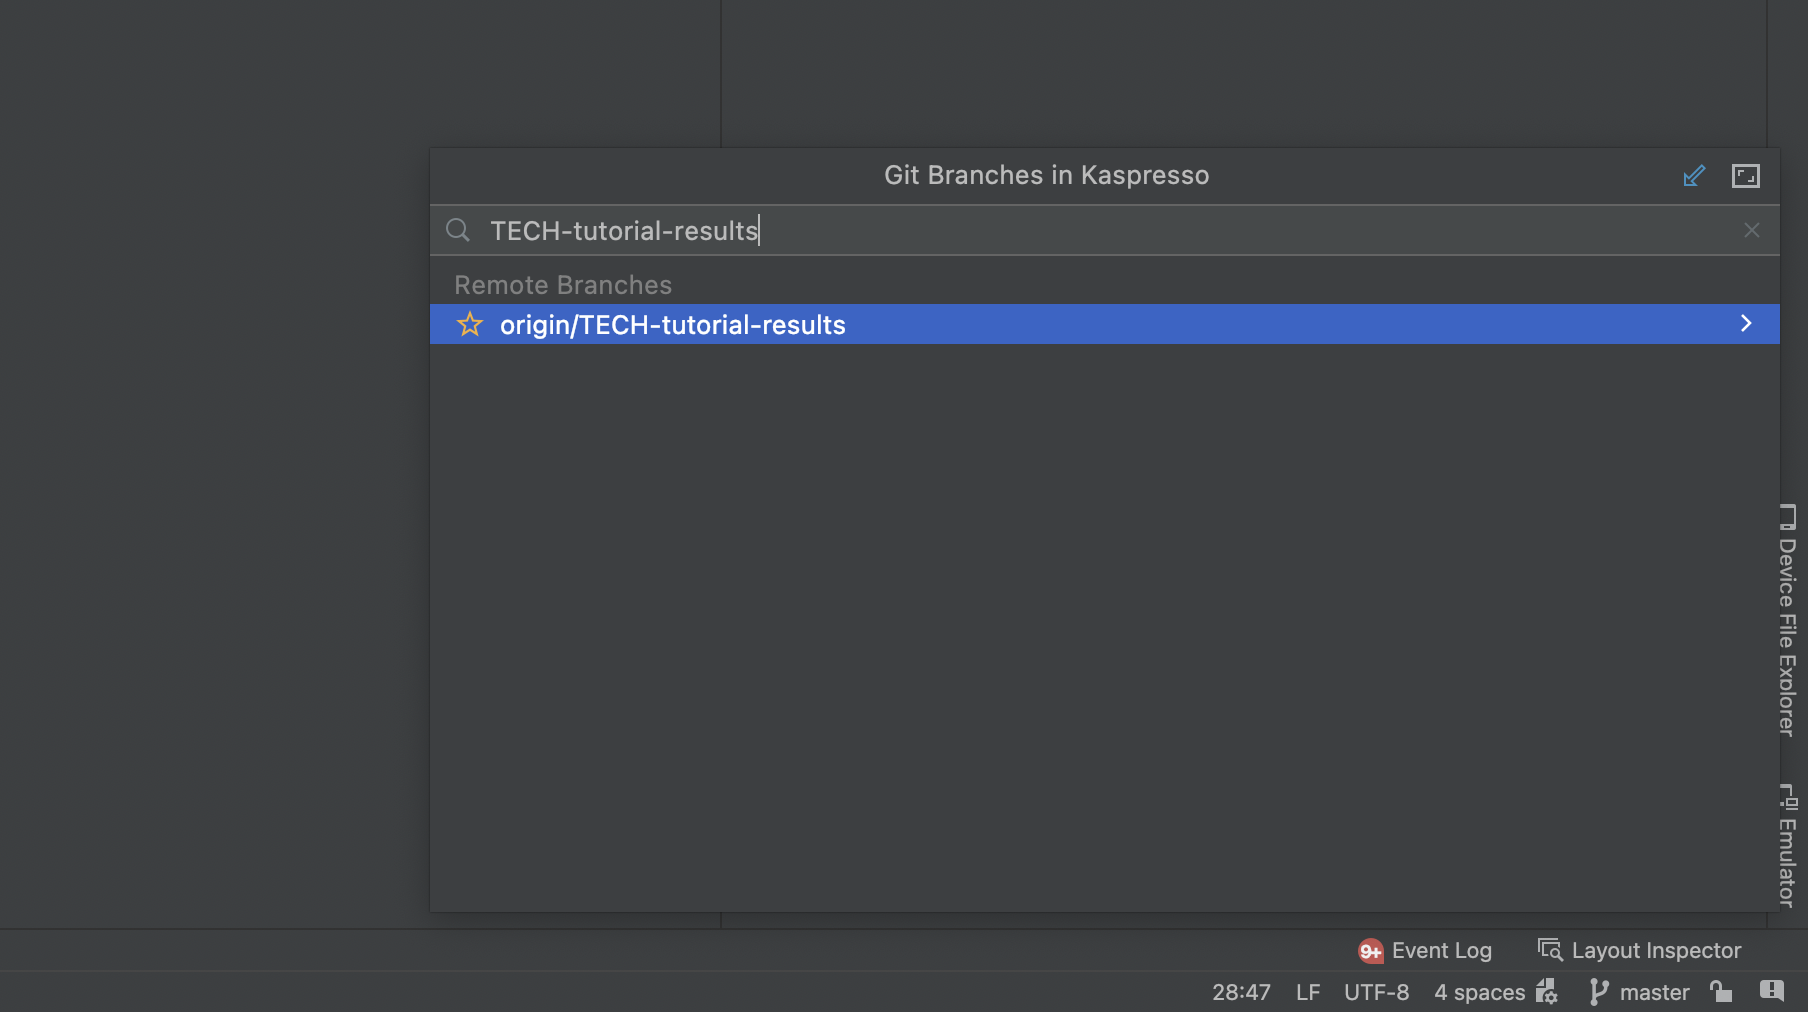 Git Branches in Kaspresso
TECH-tutorial-results
Remote Branches
origin/TECH-tutorial-results
Device File Explorer
Emulator
9+ Event Log
Layout Inspector
28:47 LF UTF-8 4 spaces master